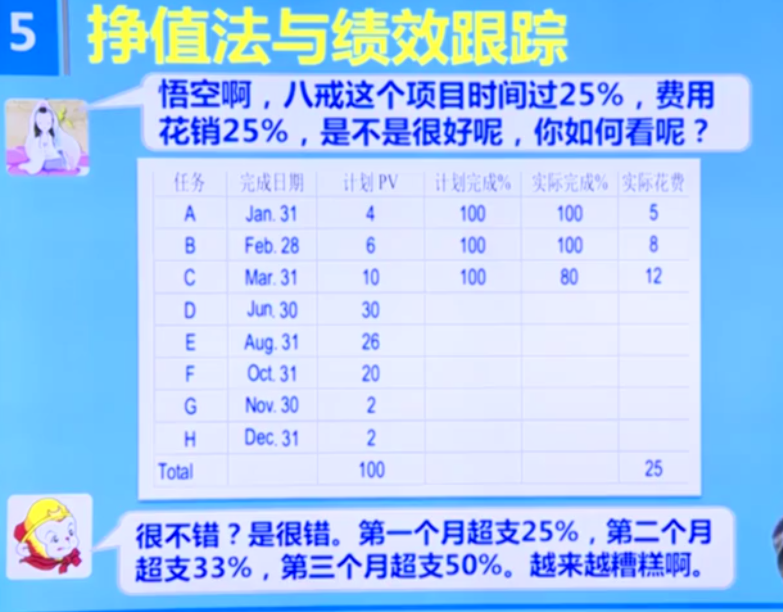 5 挣值法与绩效跟踪
悟空啊，八戒这个项目时间过25%，费用
花销25%，是不是很好呢，你如何看呢？
任务 完成日期 计划 PV 计划完成% 实际完成% 实际花费
A Jan. 31 4 100 100 5
B Feb. 28 6 100 100 8
C Mar. 31 10 100 80 12
D Jun. 30 30
E Aug. 31 26
F Oct. 31 20
G Nov. 30 2
H Dec. 31 2
Total 100 25
很不错？是很错。第一个月超支25%，第二个月
超支33%，第三个月超支50%。越来越糟糕啊。